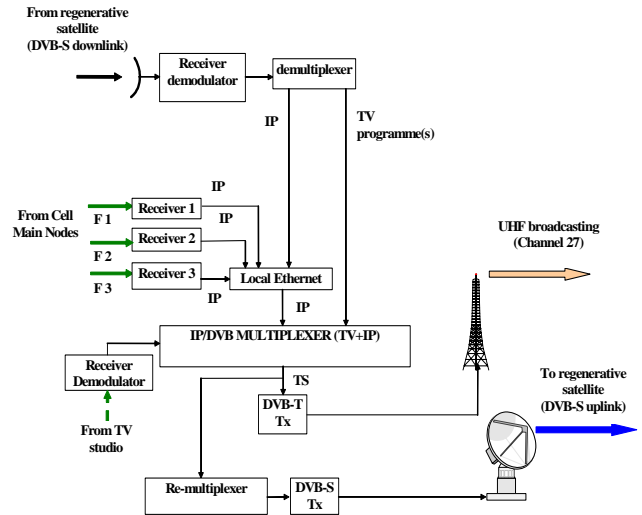 From regenerative
satellite
(DVB-S downlink)
Receiver
demodulator
demultiplexer
IP
TV
programme(s)
From Cell
Main Nodes
F 1
F 2
F 3
Receiver 1
Receiver 2
Receiver 3
IP
IP
IP
Local Ethernet
IP
UHF broadcasting
(Channel 27)
IP/DVB MULTIPLEXER (TV+IP)
Receiver
Demodulator
From TV
studio
TS
DVB-T
Tx
To regenerative
satellite
(DVB-S uplink)
Re-multiplexer
DVB-S
Tx